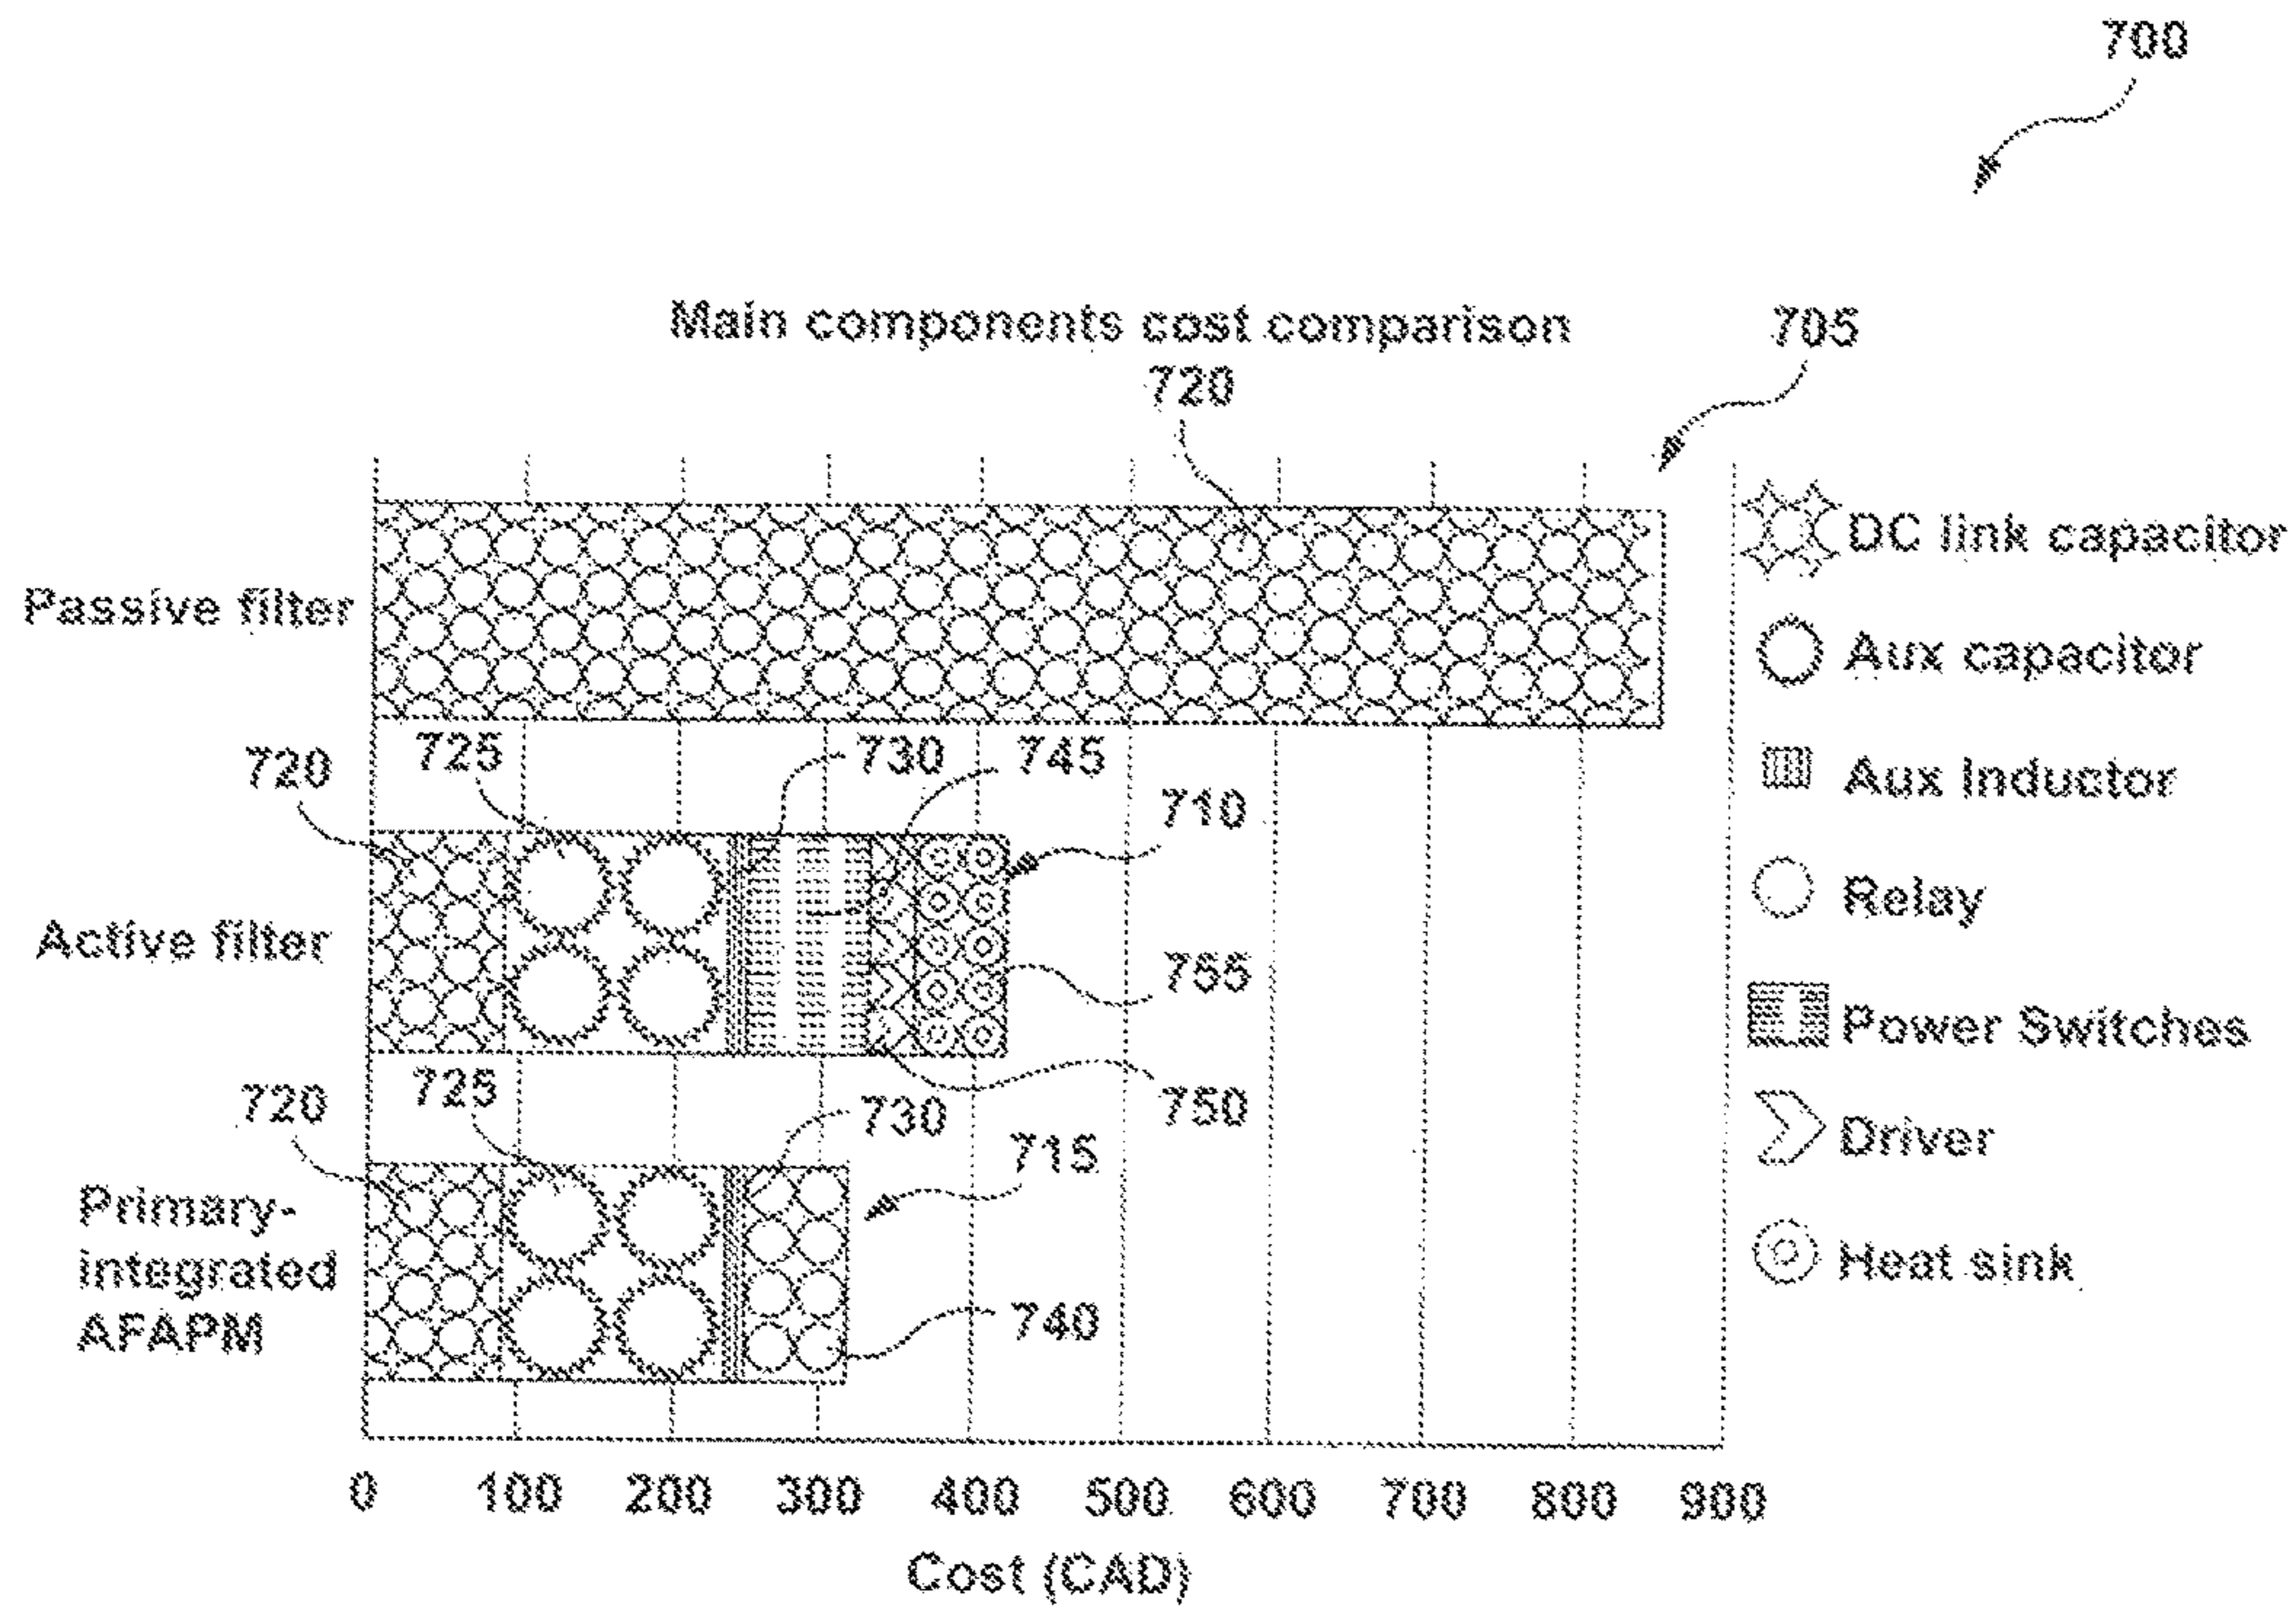 700
Main components cost comparison
705
720
DC link capacitor
Passive filter
Aux capacitor
720
725
730
745
Aux Inductor
710
Relay
Active filter
755
Power Switches
720
725
730
750
715
Driver
Primary-
integrated
AFAPM
Heat sink
740
0 100 200 300 400 500 600 700 800 900
Cost (CAD)